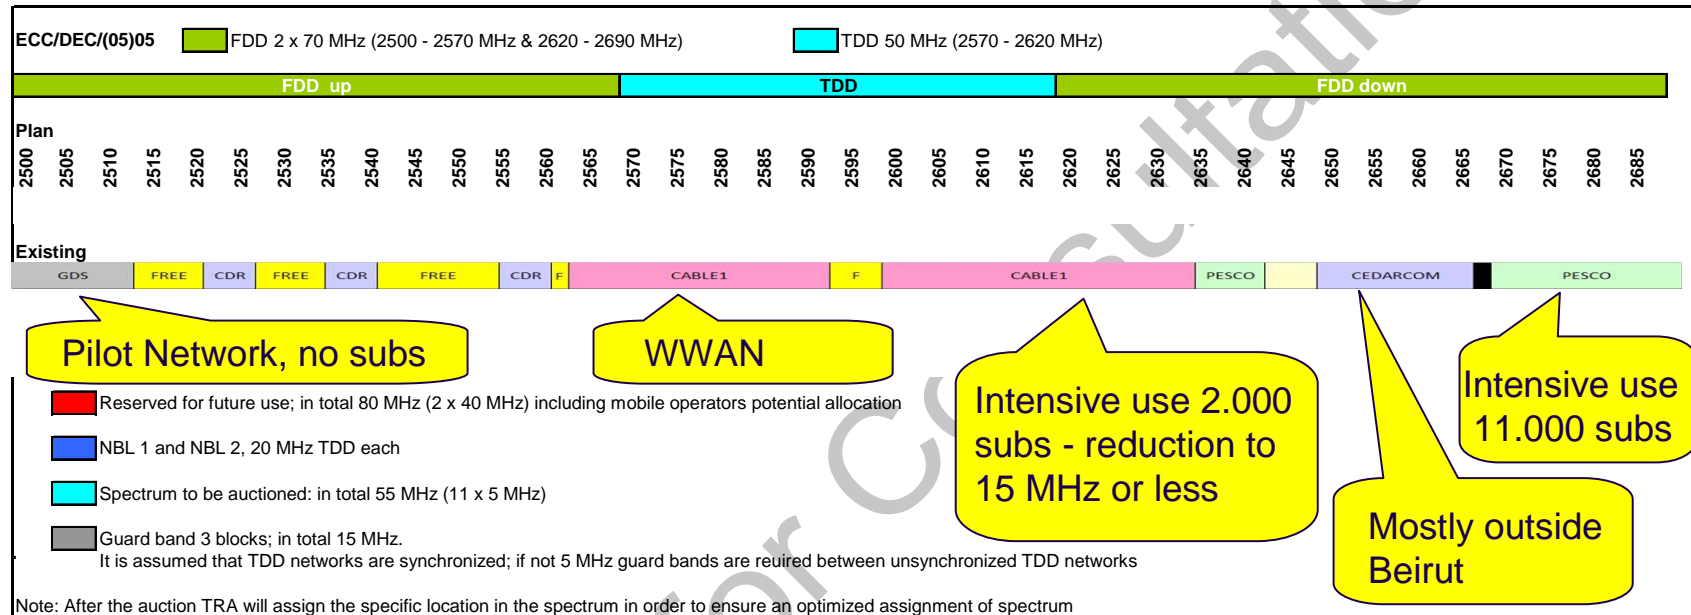 ECC/DEC/(05)05 FDD 2 x 70 MHz (2500 - 2570 MHz & 2620 - 2690 MHz) TDD 50 MHz (2570 - 2620 MHz)
FDD up TDD FDD down
Plan
2500 2505 2510 2515 2520 2525 2530 2535 2540 2545 2550 2555 2560 2565 2570 2575 2580 2585 2590 2595 2600 2605 2610 2615 2620 2625 2630 2635 2640 2645 2650 2655 2660 2665 2670 2675 2680 2685
Existing
GDS FREE CDR FREE CDR FREE CDR F CABLE1 F CABLE1 PESCO CEDARCOM PESCO
Pilot Network, no subs
WWAN
Intensive use 2.000
subs - reduction to
15 MHz or less
Intensive use
11.000 subs
Mostly outside
Beirut
Reserved for future use; in total 80 MHz (2 x 40 MHz) including mobile operators potential allocation
NBL 1 and NBL 2, 20 MHz TDD each
Spectrum to be auctioned: in total 55 MHz (11 x 5 MHz)
Guard band 3 blocks; in total 15 MHz.
It is assumed that TDD networks are synchronized; if not 5 MHz guard bands are reuired between unsynchronized TDD networks
Note: After the auction TRA will assign the specific location in the spectrum in order to ensure an optimized assignment of spectrum